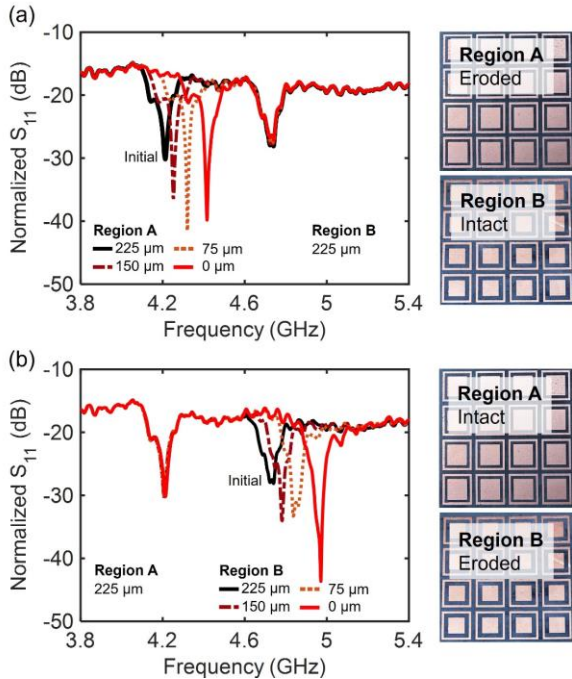 (a)
-10
-20
-30
-40
-50
Normalized S11 (dB)
Initial
Region A
225 μm
150 μm
75 μm
0 μm
Region B
225 μm
3.8 4.2 4.6 5 5.4
Frequency (GHz)
Region A
Eroded
Region B
Intact
(b)
-10
-20
-30
-40
-50
Normalized S11 (dB)
Initial
Region A
225 μm
Region B
225 μm
150 μm
75 μm
0 μm
3.8 4.2 4.6 5 5.4
Frequency (GHz)
Region A
Intact
Region B
Eroded